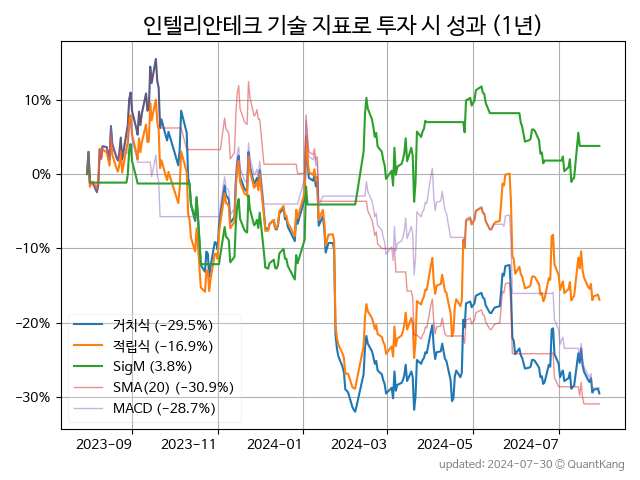 인텔리안테크 기술 지표로 투자 시 성과 (1년)
10%
0%
−10%
−20%
−30%
거치식 (−29.5%)
적립식 (−16.9%)
SigM (3.8%)
SMA(20) (−30.9%)
MACD (−28.7%)
2023−09 2023−11 2024−01 2024−03 2024−05 2024−07
updated: 2024-07-30 © QuantKang